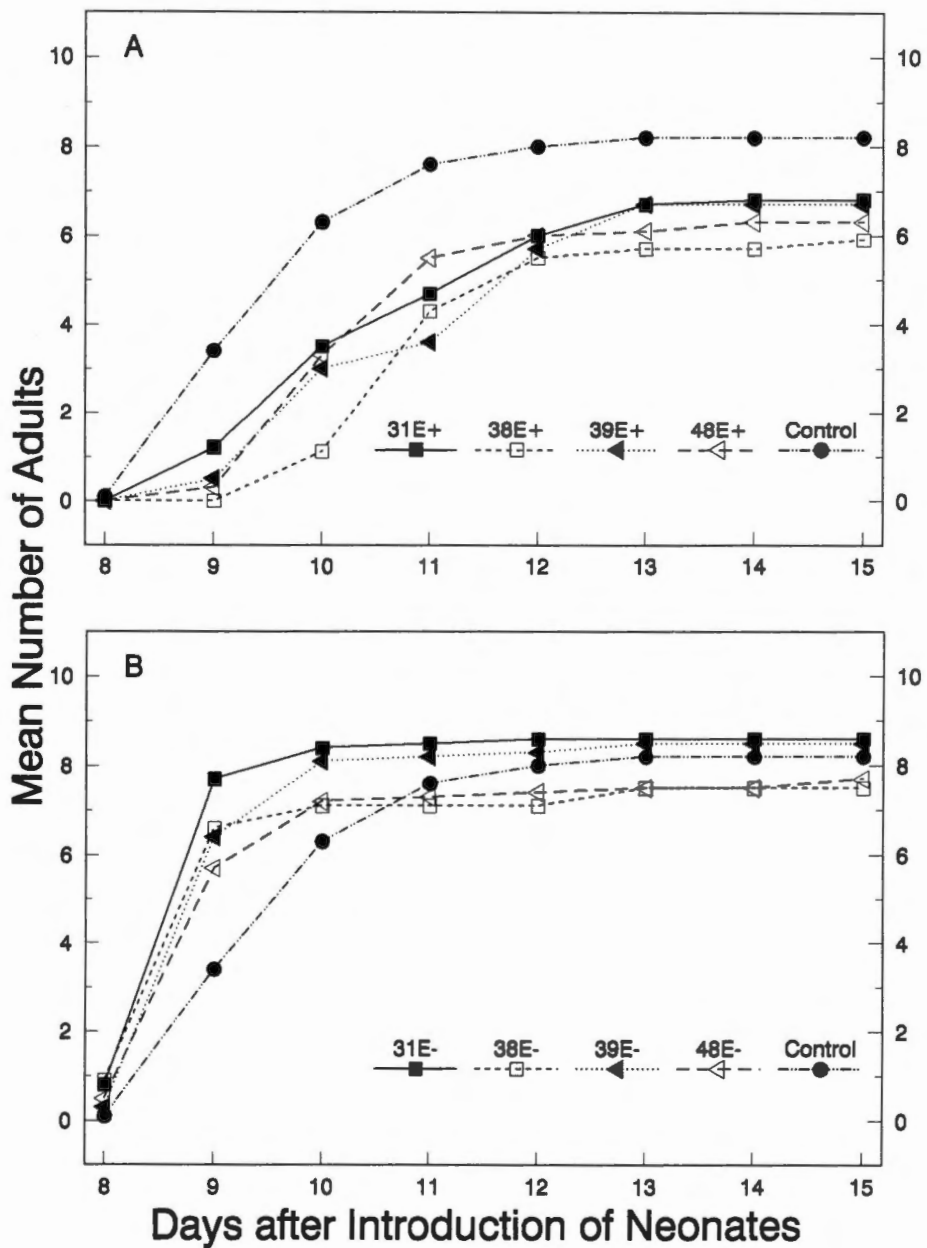 Mean Number of Adults
A
10 10
8 8
6 6
4 4
2 2
0 0
31E+ 38E+ 39E+ 48E+ Control
8 9 10 11 12 13 14 15
B
10 10
8 8
6 6
4 4
2 2
0 0
31E- 38E- 39E- 48E- Control
8 9 10 11 12 13 14 15
Days after Introduction of Neonates